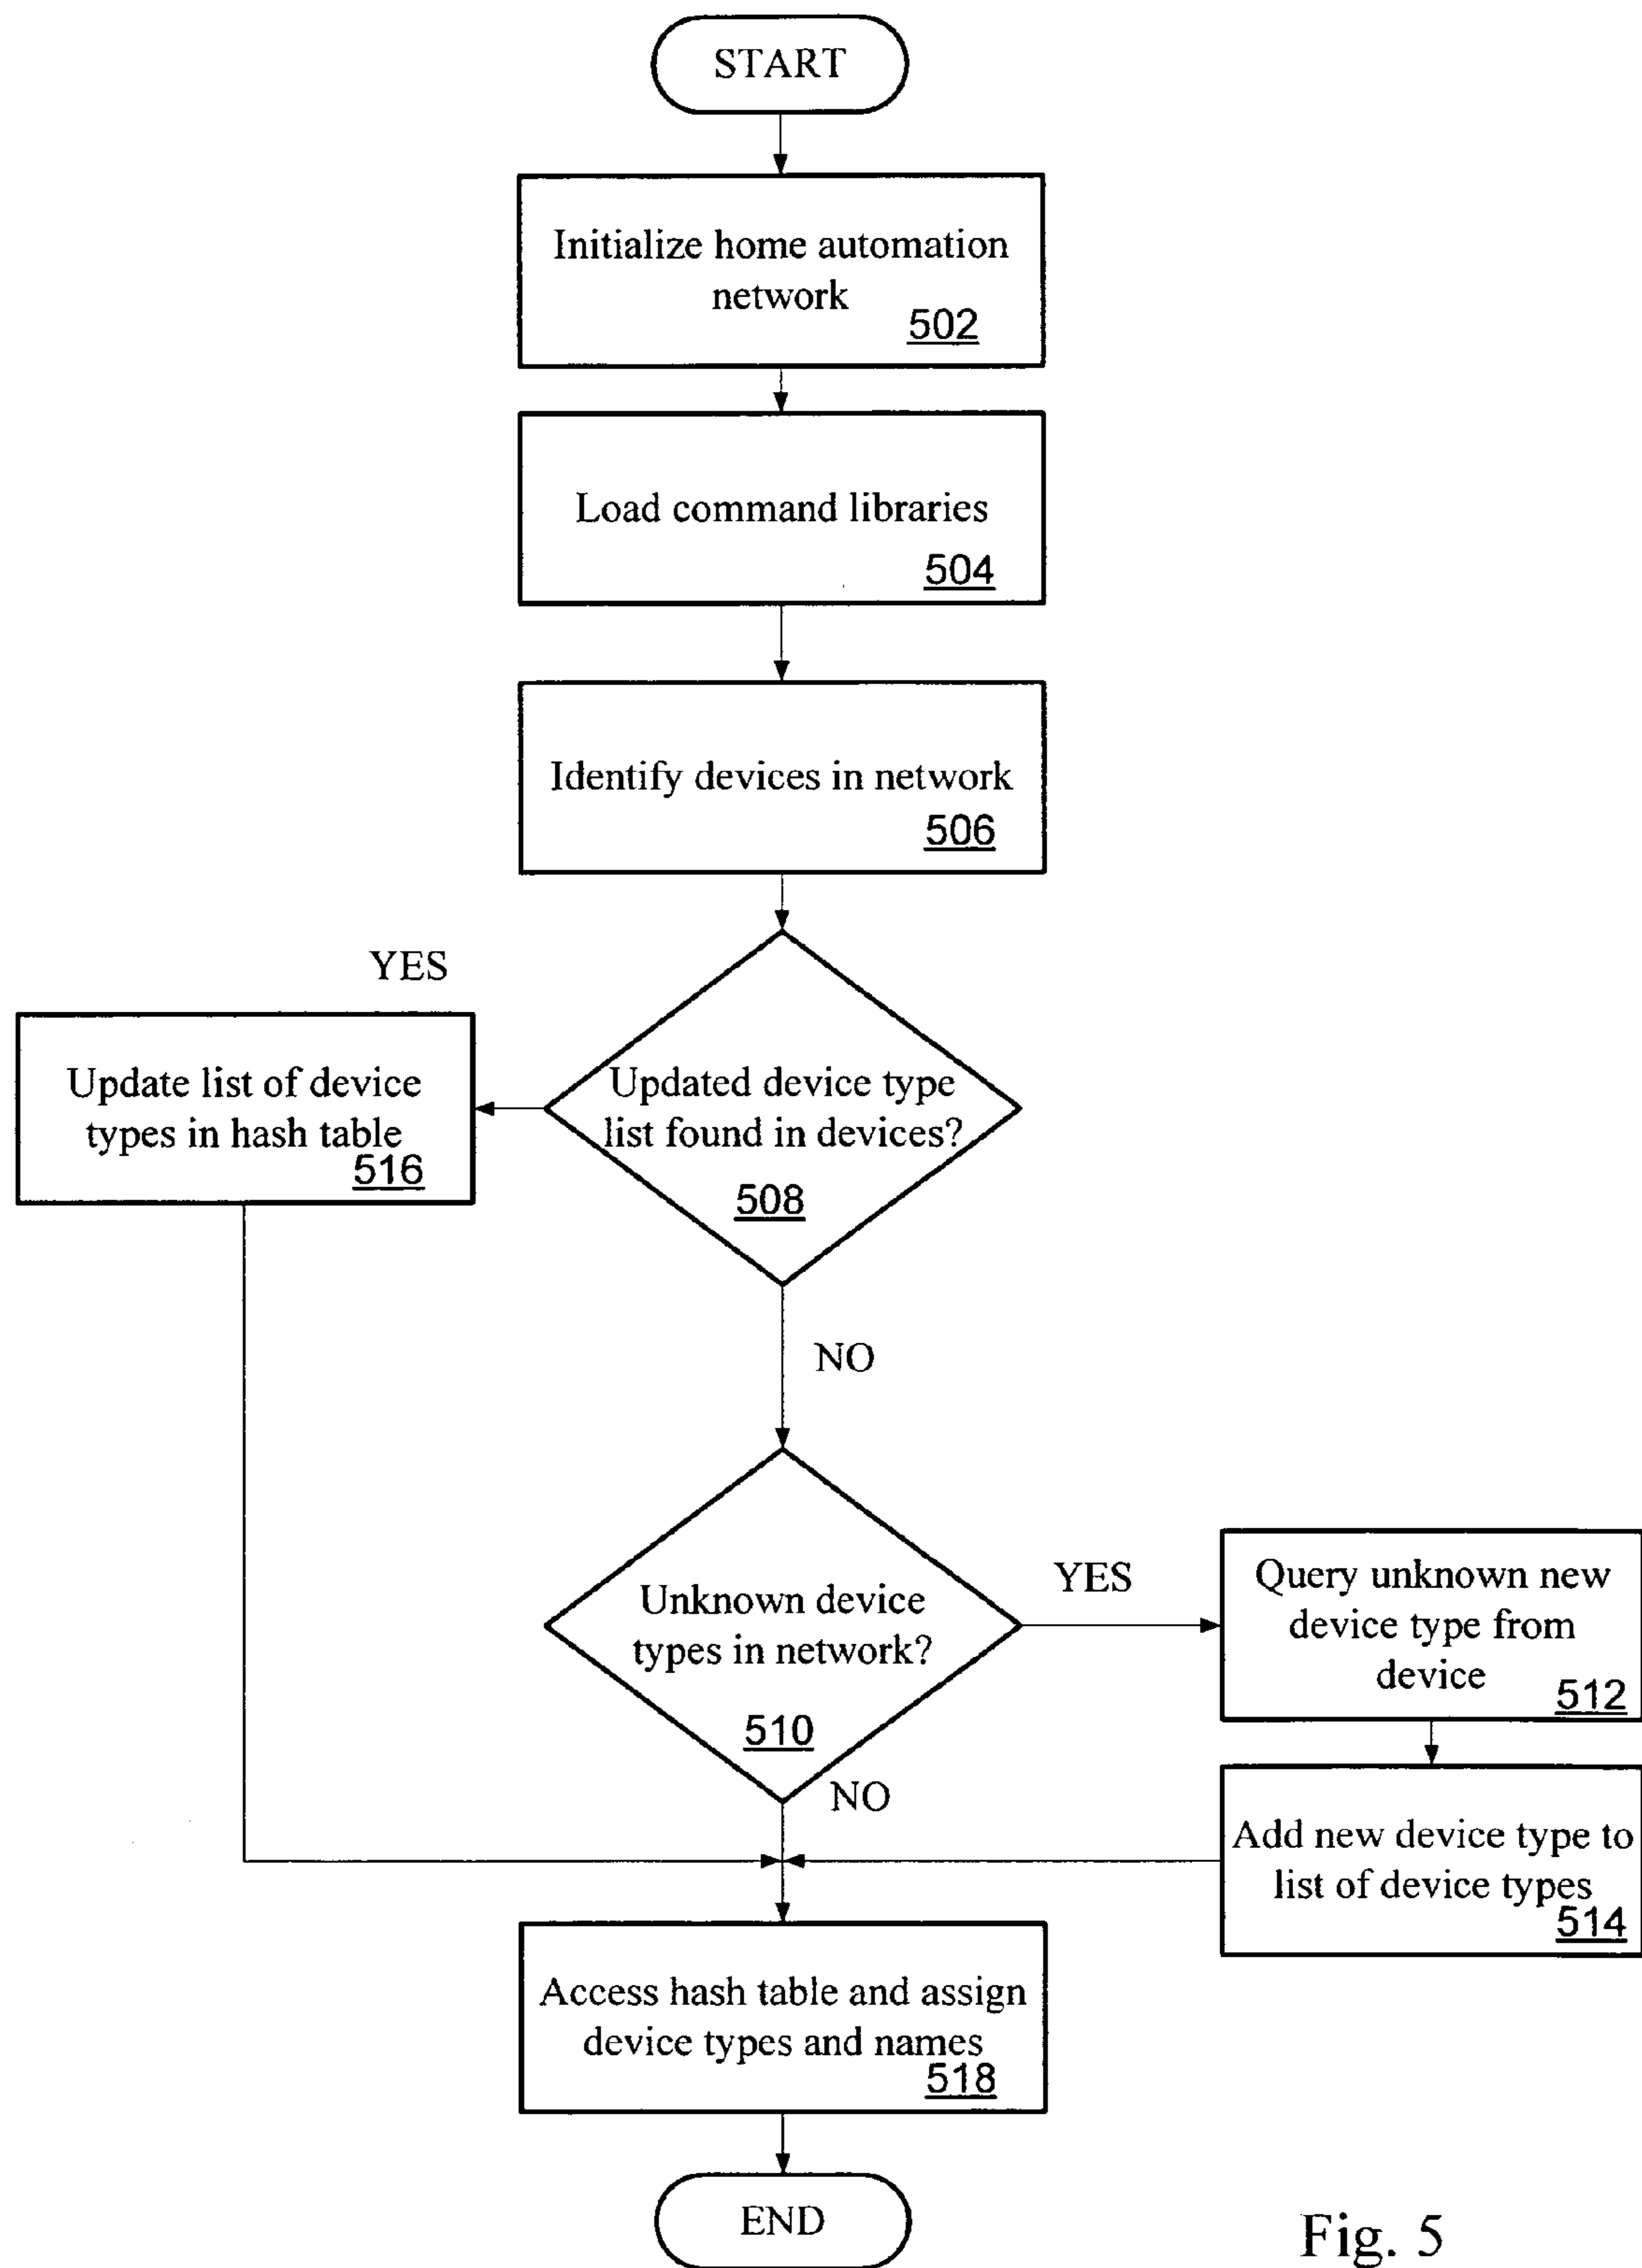 START
Initialize home automation
network
502
Load command libraries
504
Identify devices in network
506
YES
Update list of device
types in hash table
516
Updated device type
list found in devices?
508
NO
Unknown device
types in network?
510
YES
Query unknown new
device type from
device
512
NO
Add new device type to
list of device types
514
Access hash table and assign
device types and names
518
END
Fig. 5